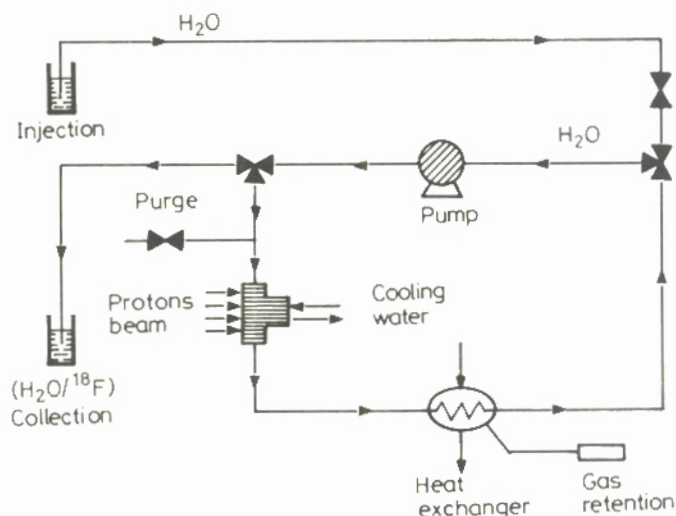 H₂O
Injection
H₂O
Pump
Purge
Protons
beam
Cooling
water
(H₂O/¹⁸F)
Collection
Heat
exchanger
Gas
retention